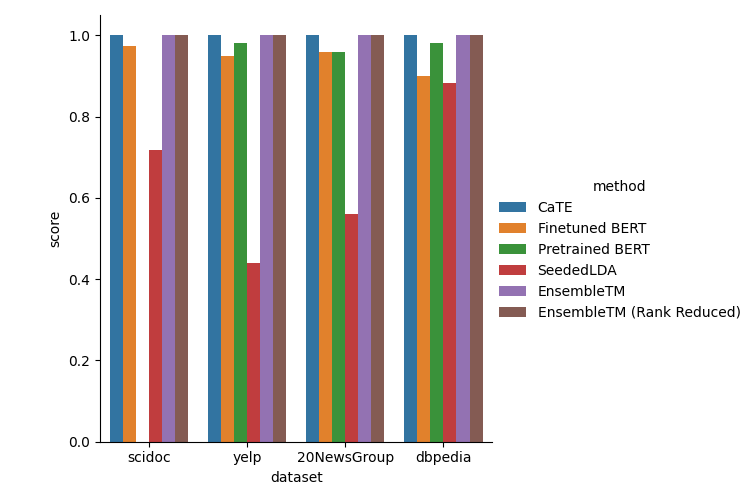 1.0
0.8
0.6
0.4
0.2
0.0
score
scidoc
yelp
20NewsGroup
dbpedia
dataset
method
CaTE
Finetuned BERT
Pretrained BERT
SeededLDA
EnsembleTM
EnsembleTM (Rank Reduced)